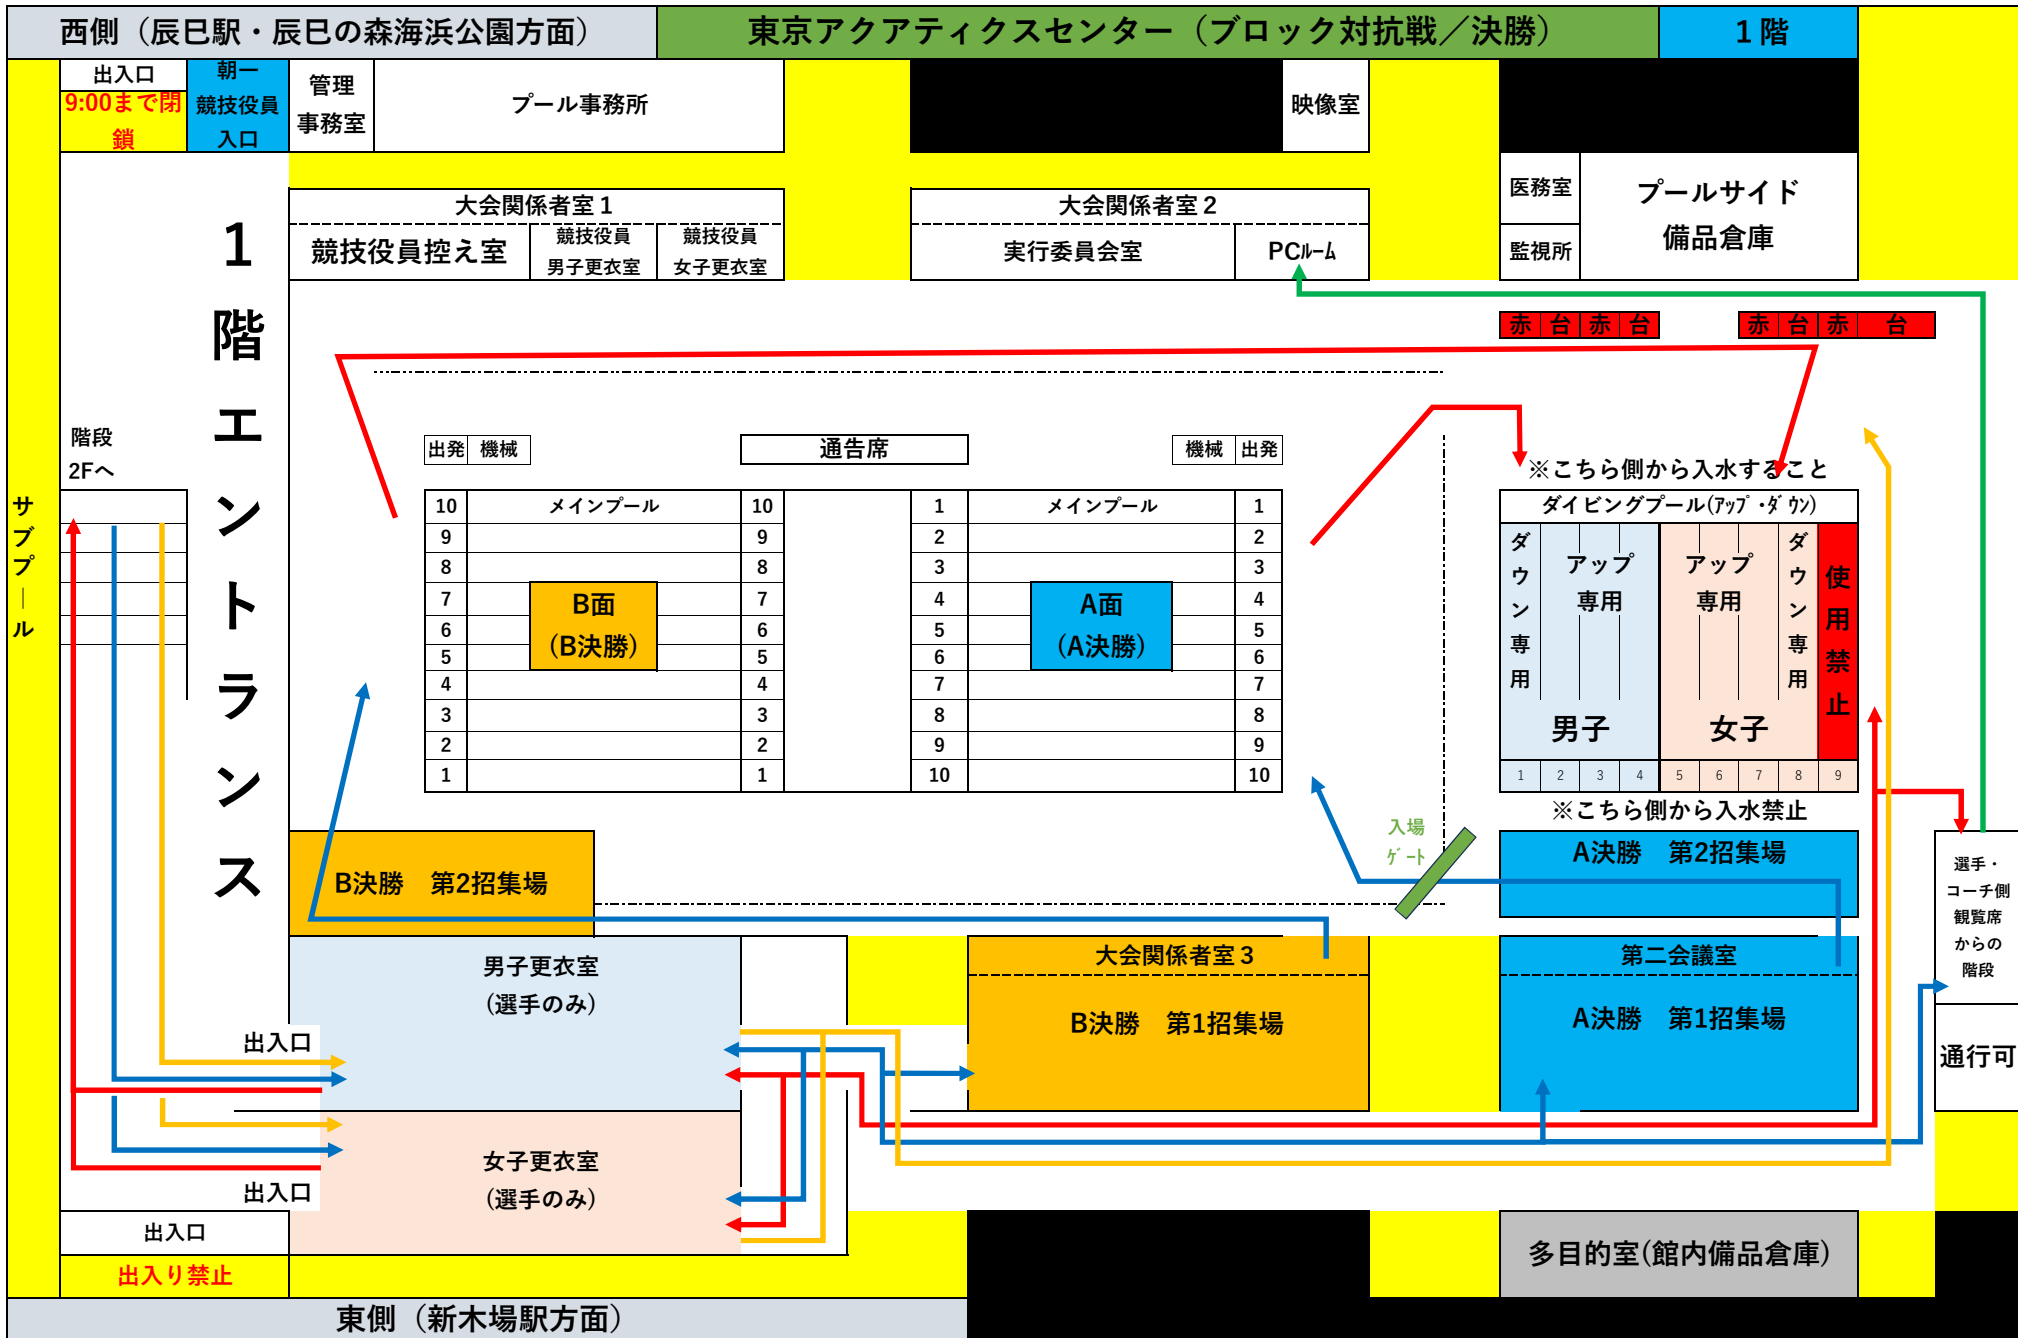 西側（辰巳駅・辰巳の森海浜公園方面）
東京アクアティクスセンター（ブロック対抗戦／決勝）
１階
出入口
9:00まで閉
鎖
朝一
競技役員
入口
管理
事務室
プール事務所
映像室
大会関係者室１
競技役員控え室
競技役員
男子更衣室
競技役員
女子更衣室
大会関係者室２
実行委員会室
PCﾙｰﾑ
医務室
監視所
プールサイド
備品倉庫
赤 台 赤 台
赤 台 赤 台
１階エントランス
階段
2Fへ
サブプール
出発 機械
通告席
機械 出発
※こちら側から入水すること
10 メインプール 10
9 9
8 8
7 7
6 6
5 5
4 4
3 3
2 2
1 1
B面
(B決勝)
1 メインプール 1
2 2
3 3
4 4
5 5
6 6
7 7
8 8
9 9
10 10
A面
(A決勝)
ダイビングプール(ｱｯﾌﾟ・ﾀﾞｳﾝ)
ダウン専用
アップ
専用
アップ
専用
ダウン専用
使用禁止
男子
女子
1 2 3 4 5 6 7 8 9
※こちら側から入水禁止
入場
ｹﾞｰﾄ
B決勝　第2招集場
A決勝　第2招集場
選手・
コーチ側
観覧席
からの
階段
通行可
男子更衣室
(選手のみ)
大会関係者室３
B決勝　第1招集場
第二会議室
A決勝　第1招集場
出入口
女子更衣室
(選手のみ)
出入口
出入口
出入り禁止
多目的室(館内備品倉庫)
東側（新木場駅方面）